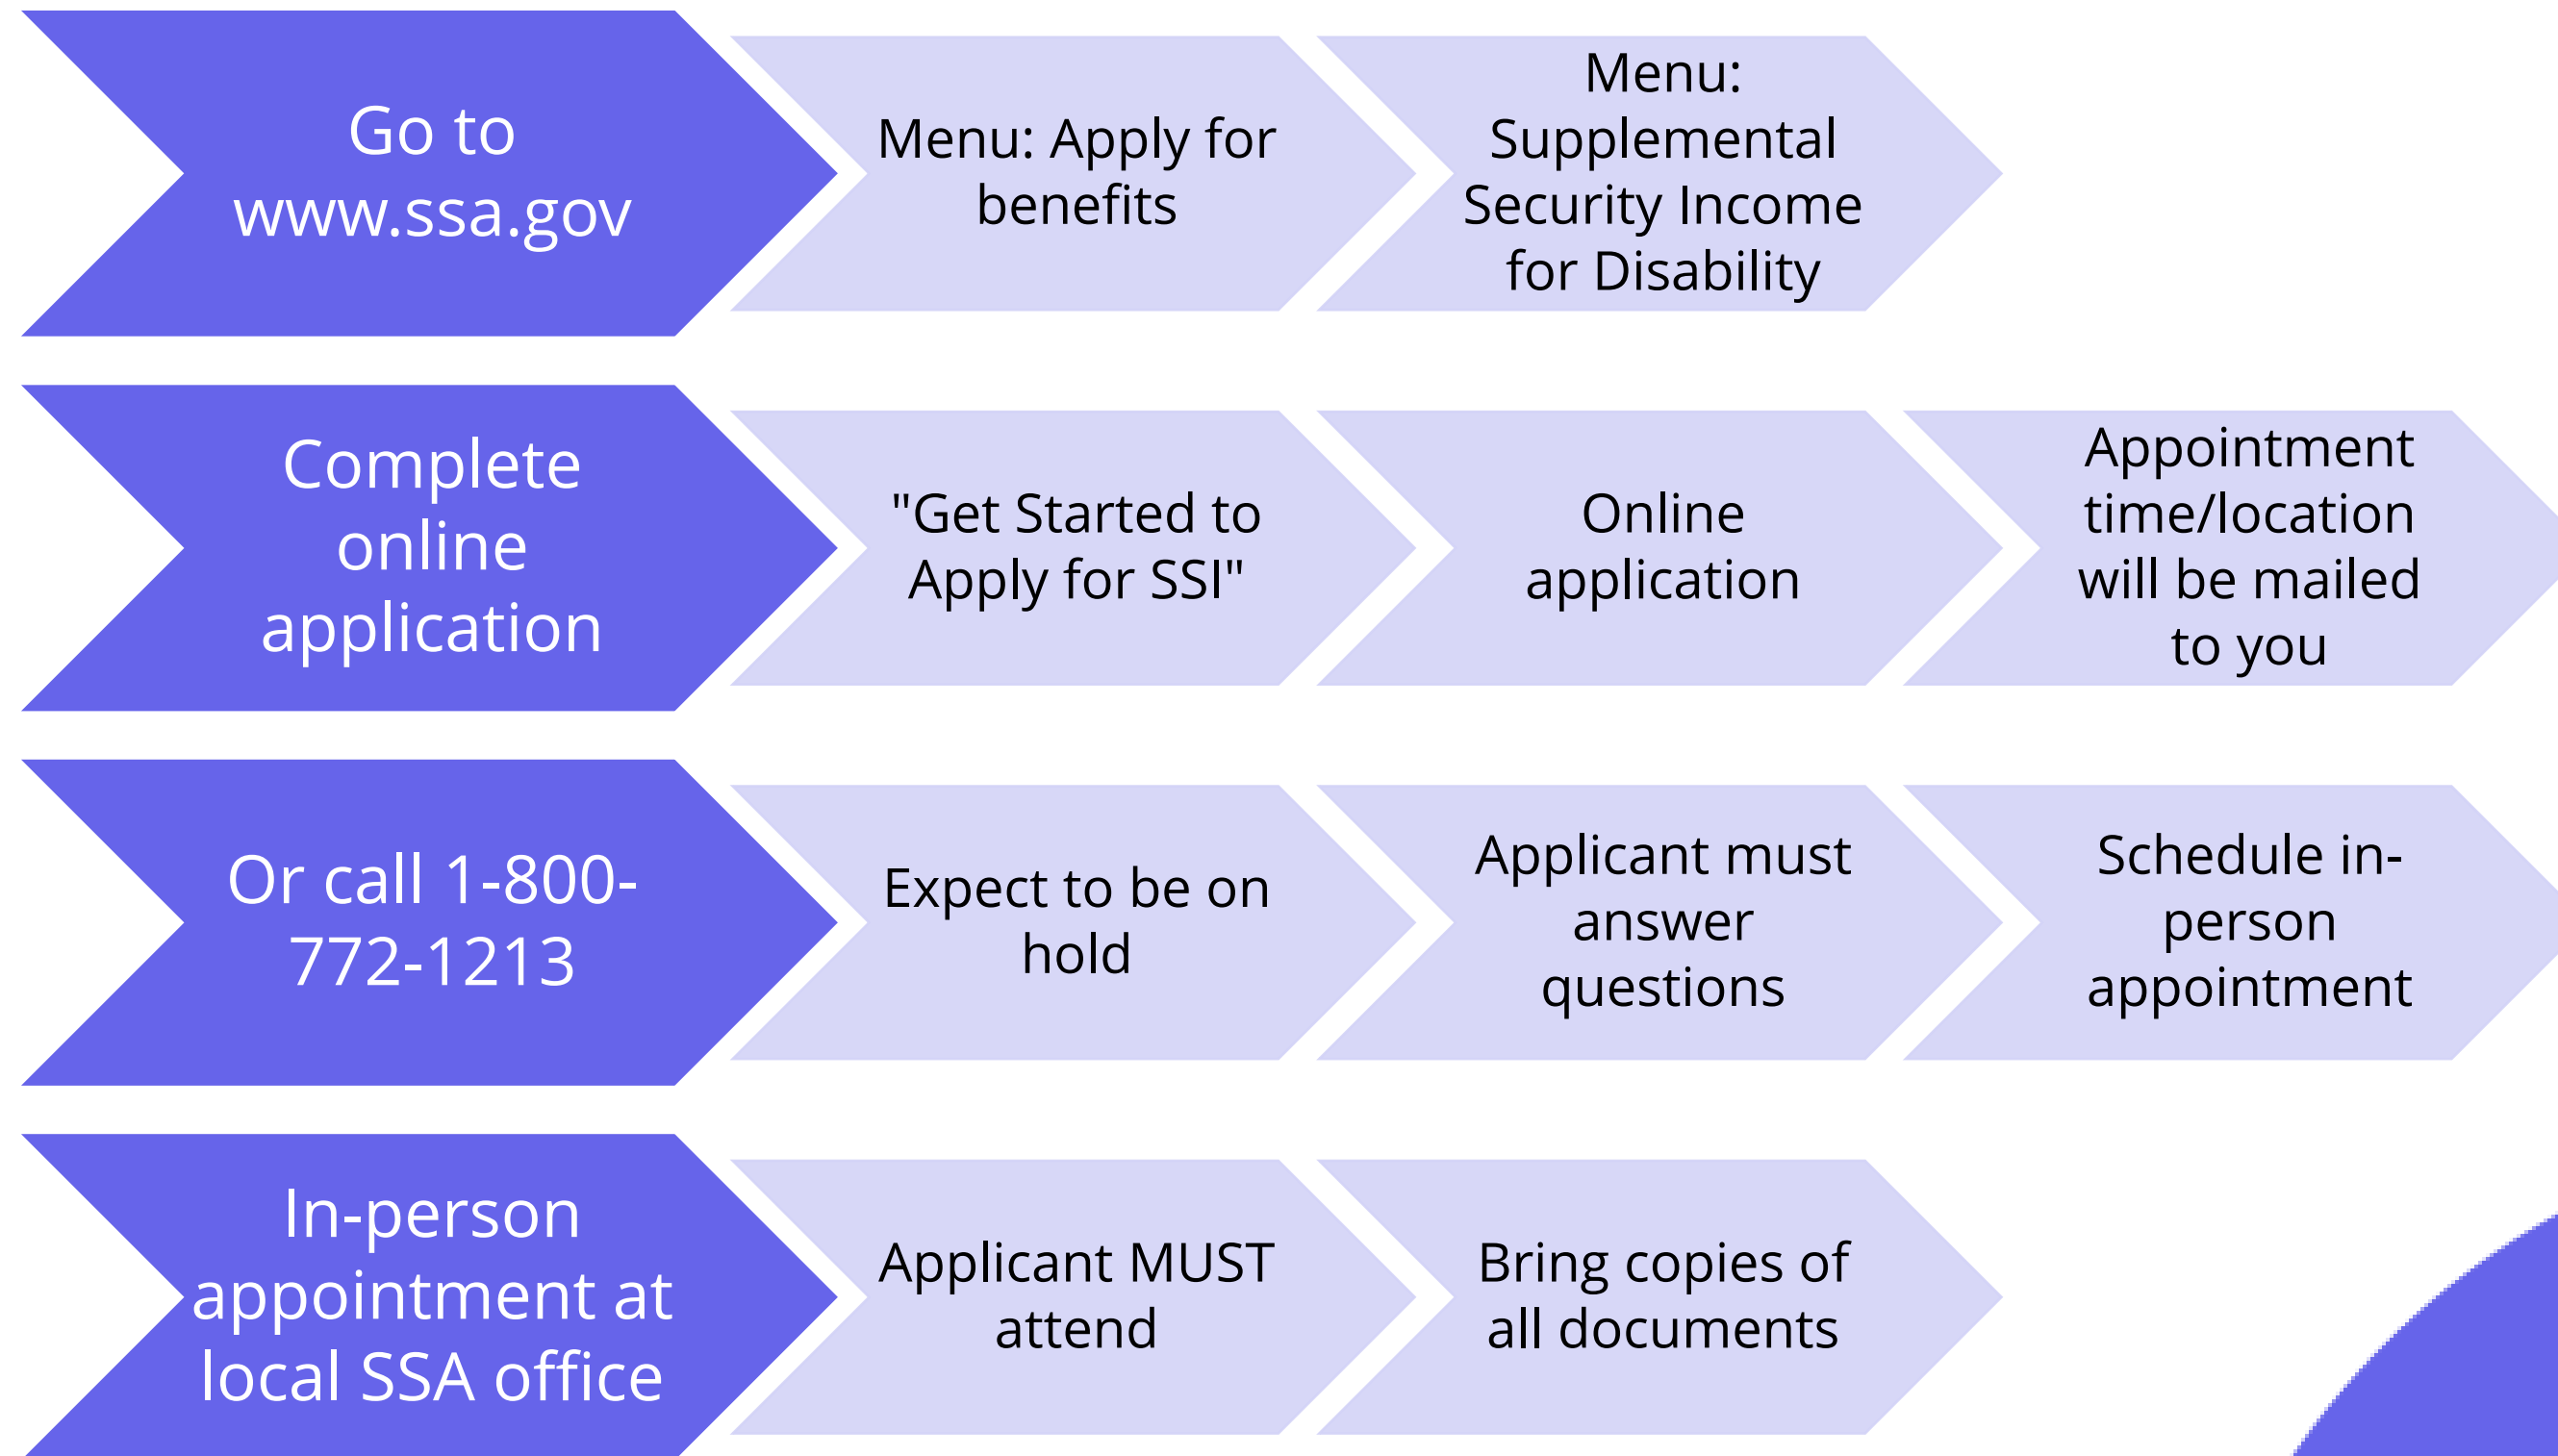 Go to
www.ssa.gov
Menu: Apply for
benefits
Menu:
Supplemental
Security Income
for Disability
Complete
online
application
"Get Started to
Apply for SSI"
Online
application
Appointment
time/location
will be mailed
to you
Or call 1-800-
772-1213
Expect to be on
hold
Applicant must
answer
questions
Schedule in-
person
appointment
In-person
appointment at
local SSA office
Applicant MUST
attend
Bring copies of
all documents